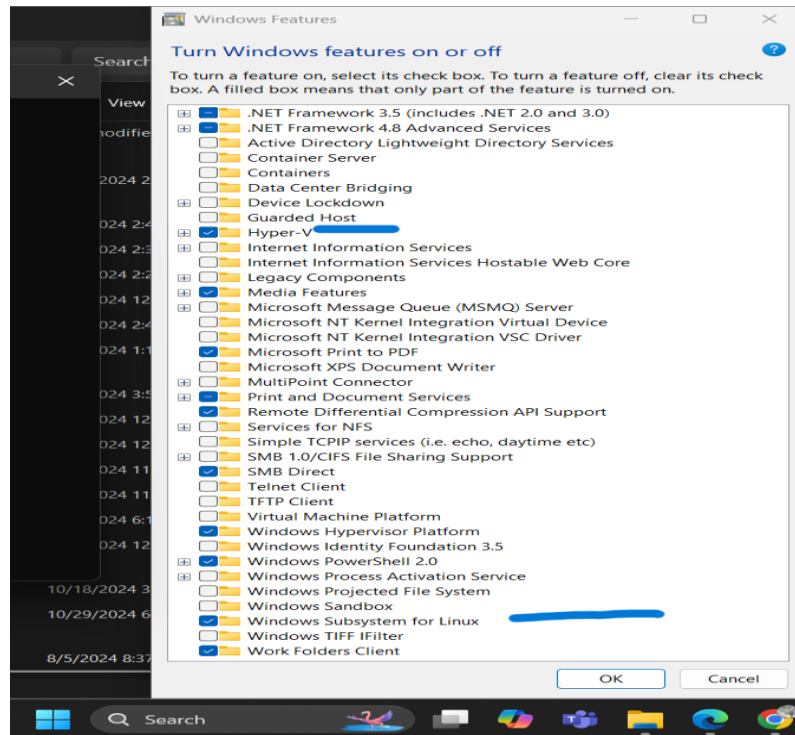 Windows Features
Turn Windows features on or off
?
To turn a feature on, select its check box. To turn a feature off, clear its check
box. A filled box means that only part of the feature is turned on.
.NET Framework 3.5 (includes .NET 2.0 and 3.0)
.NET Framework 4.8 Advanced Services
Active Directory Lightweight Directory Services
Container Server
Containers
Data Center Bridging
Device Lockdown
Guarded Host
Hyper-V
Internet Information Services
Internet Information Services Hostable Web Core
Legacy Components
Media Features
Microsoft Message Queue (MSMQ) Server
Microsoft NT Kernel Integration Virtual Device
Microsoft NT Kernel Integration VSC Driver
Microsoft Print to PDF
Microsoft XPS Document Writer
MultiPoint Connector
Print and Document Services
Remote Differential Compression API Support
Services for NFS
Simple TCPIP services (i.e. echo, daytime etc)
SMB 1.0/CIFS File Sharing Support
SMB Direct
Telnet Client
TFTP Client
Virtual Machine Platform
Windows Hypervisor Platform
Windows Identity Foundation 3.5
Windows PowerShell 2.0
Windows Process Activation Service
Windows Projected File System
Windows Sandbox
Windows Subsystem for Linux
Windows TIFF IFilter
Work Folders Client
OK
Cancel
Search
View
10/18/2024 3
10/29/2024 6
8/5/2024 8:37
Search